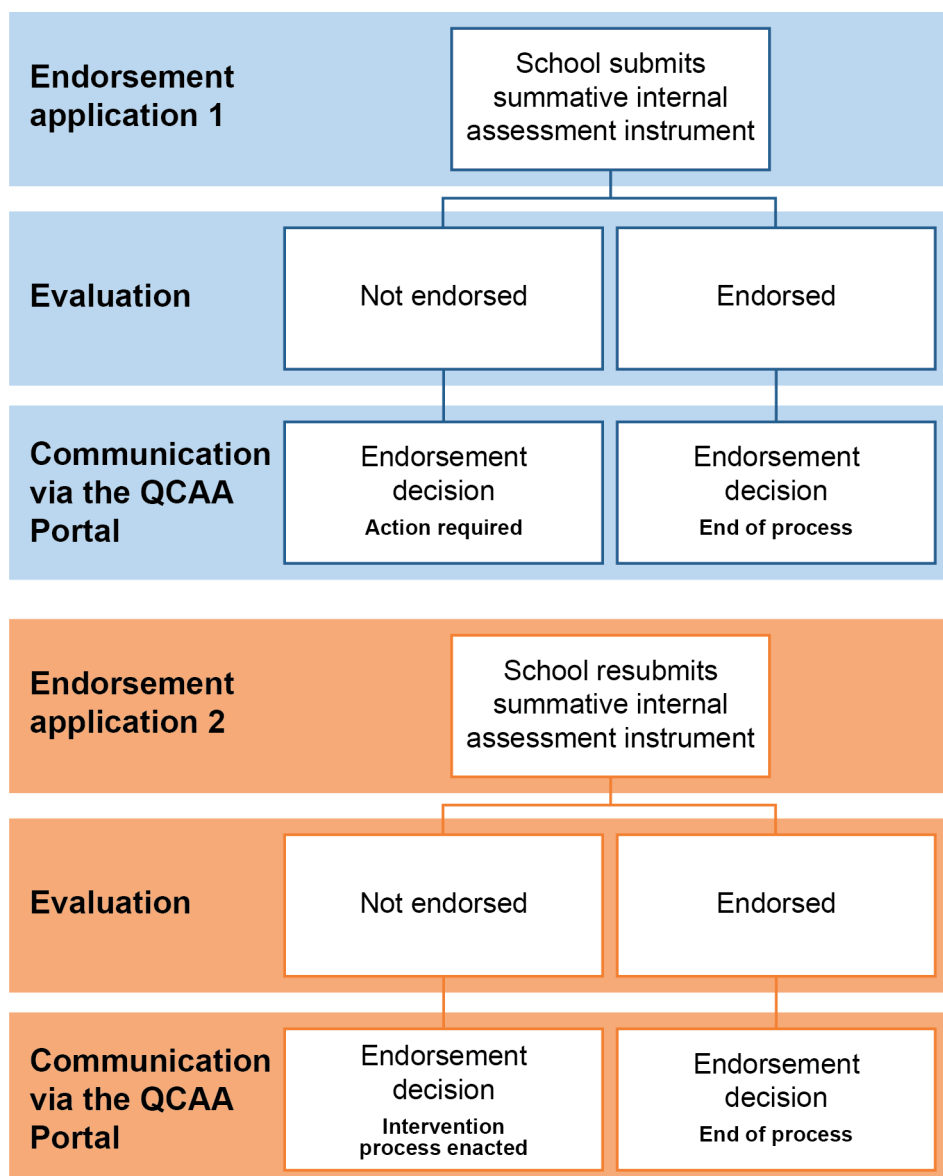 Endorsement
application 1
School submits
summative internal
assessment instrument
Evaluation
Not endorsed
Endorsed
Communication
via the QCAA
Portal
Endorsement
decision
Action required
Endorsement
decision
End of process
Endorsement
application 2
School resubmits
summative internal
assessment instrument
Evaluation
Not endorsed
Endorsed
Communication
via the QCAA
Portal
Endorsement
decision
Intervention
process enacted
Endorsement
decision
End of process